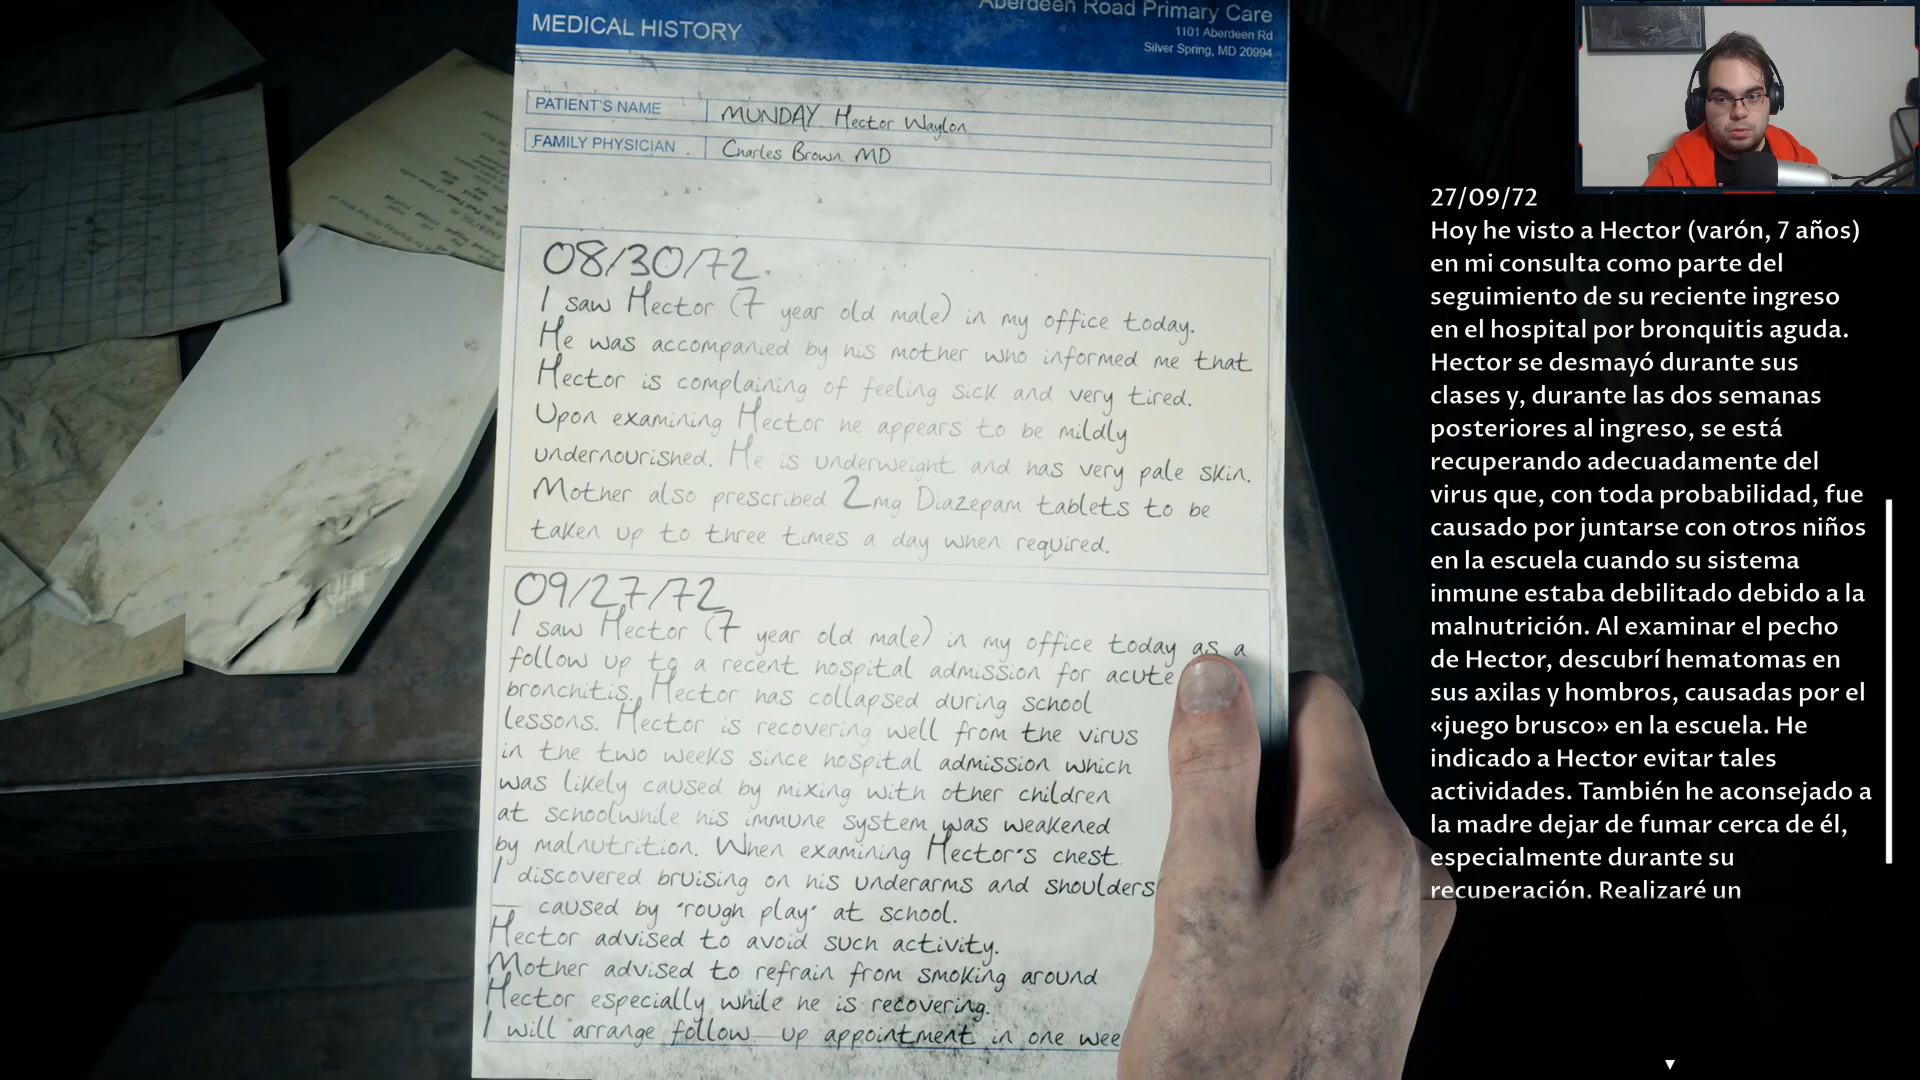 MEDICAL HISTORY
Aberdeen Road Primary Care
1101 Aberdeen Rd
Silver Spring, MD 20994
PATIENT'S NAME
MUNDAY Hector Waylon
FAMILY PHYSICIAN
Charles Brown MD
08/30/72.
I saw Hector (7 year old male) in my office today.
He was accompanied by his mother who informed me that
Hector is complaining of feeling sick and very tired.
Upon examining Hector he appears to be mildly
undernourished. He is underweight and has very pale skin.
Mother also prescribed 2mg Diazepam tablets to be
taken up to three times a day when required.
09/27/72
I saw Hector (7 year old male) in my office today as a
follow up to a recent hospital admission for acute
bronchitis. Hector has collapsed during school
lessons. Hector is recovering well from the virus
in the two weeks since hospital admission which
was likely caused by mixing with other children
at schoolwhile his immune system was weakened
by malnutrition. When examining Hector's chest
I discovered bruising on his underarms and shoulders
— caused by 'rough play' at school.
Hector advised to avoid such activity.
Mother advised to refrain from smoking around
Hector especially while he is recovering.
I will arrange follow up appointment in one wee
27/09/72
Hoy he visto a Hector (varón, 7 años)
en mi consulta como parte del
seguimiento de su reciente ingreso
en el hospital por bronquitis aguda.
Hector se desmayó durante sus
clases y, durante las dos semanas
posteriores al ingreso, se está
recuperando adecuadamente del
virus que, con toda probabilidad, fue
causado por juntarse con otros niños
en la escuela cuando su sistema
inmune estaba debilitado debido a la
malnutrición. Al examinar el pecho
de Hector, descubrí hematomas en
sus axilas y hombros, causadas por el
«juego brusco» en la escuela. He
indicado a Hector evitar tales
actividades. También he aconsejado a
la madre dejar de fumar cerca de él,
especialmente durante su
recuperación. Realizaré un